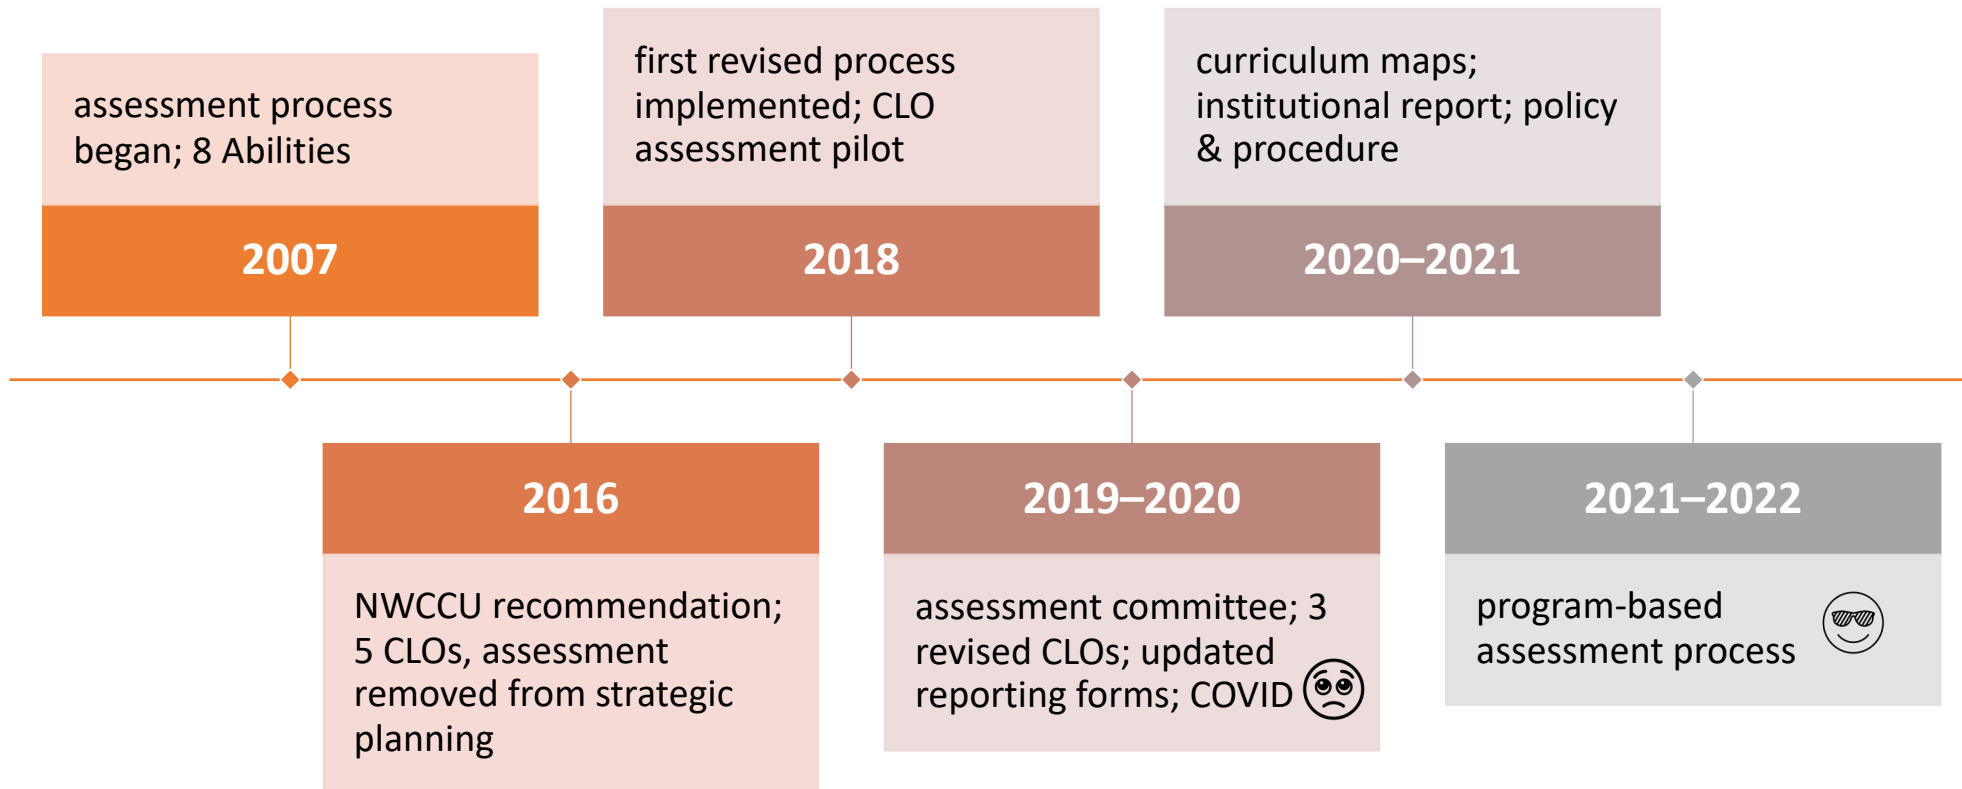 assessment process
began; 8 Abilities
2007
2016
NWCCU recommendation;
5 CLOs, assessment
removed from strategic
planning
first revised process
implemented; CLO
assessment pilot
2018
2019–2020
assessment committee; 3
revised CLOs; updated
reporting forms; COVID
curriculum maps;
institutional report; policy
& procedure
2020–2021
2021–2022
program-based
assessment process